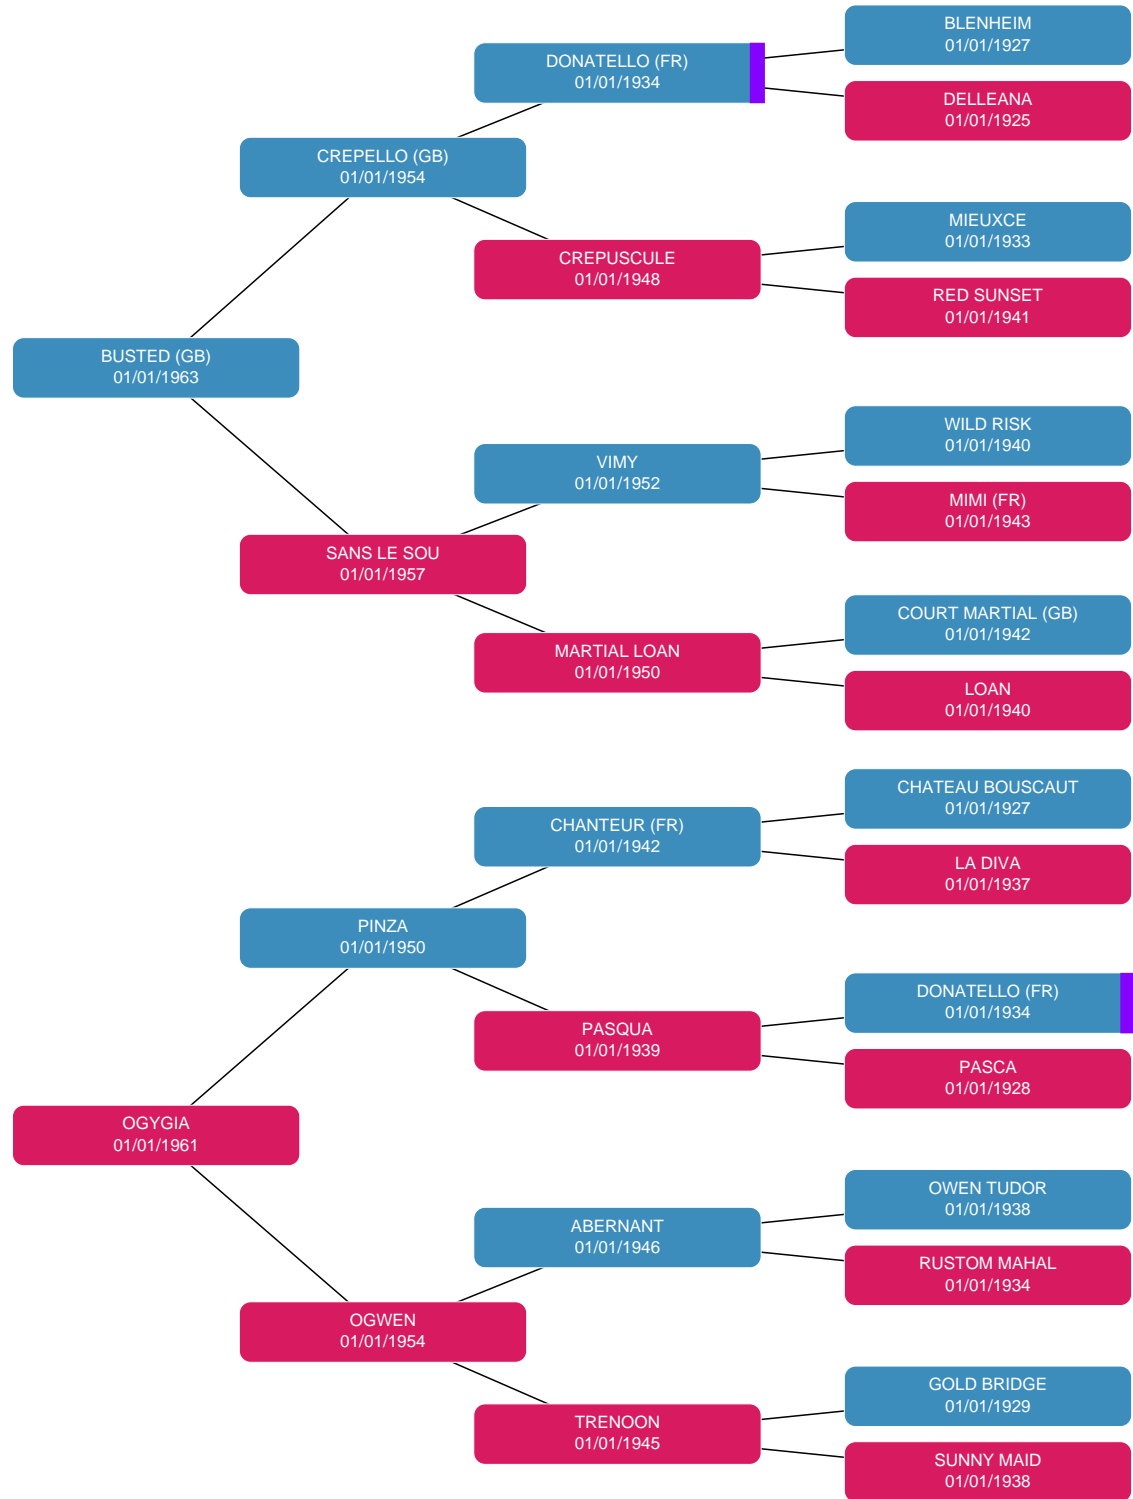 BLENHEIM
01/01/1927
DONATELLO (FR)
01/01/1934
DELLEANA
01/01/1925
CREPELLO (GB)
01/01/1954
MIEUXCE
01/01/1933
CREPUSCULE
01/01/1948
RED SUNSET
01/01/1941
BUSTED (GB)
01/01/1963
WILD RISK
01/01/1940
VIMY
01/01/1952
MIMI (FR)
01/01/1943
SANS LE SOU
01/01/1957
COURT MARTIAL (GB)
01/01/1942
MARTIAL LOAN
01/01/1950
LOAN
01/01/1940
CHATEAU BOUSCAUT
01/01/1927
CHANTEUR (FR)
01/01/1942
LA DIVA
01/01/1937
PINZA
01/01/1950
DONATELLO (FR)
01/01/1934
PASQUA
01/01/1939
PASCA
01/01/1928
OGYGIA
01/01/1961
OWEN TUDOR
01/01/1938
ABERNANT
01/01/1946
RUSTOM MAHAL
01/01/1934
OGWEN
01/01/1954
GOLD BRIDGE
01/01/1929
TRENOON
01/01/1945
SUNNY MAID
01/01/1938